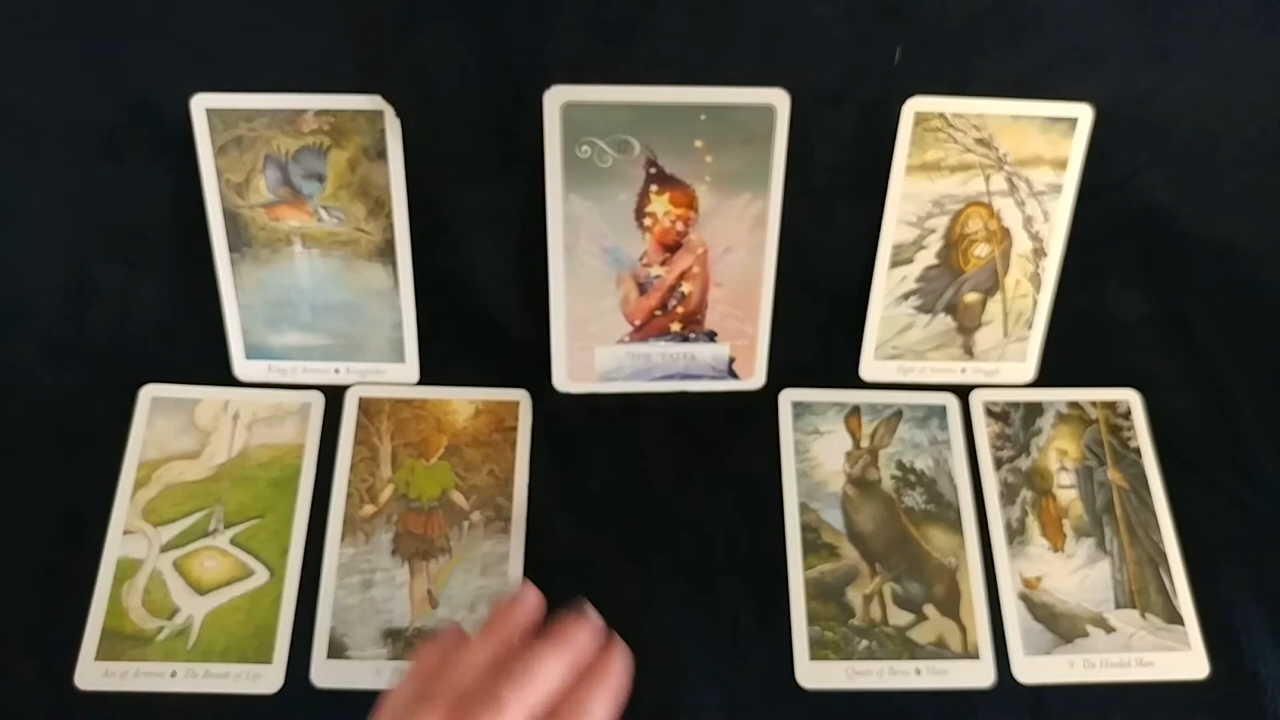 King of Arrows Kingfisher
THE FATES
Eight of Arrows Struggle
Ace of Arrows The Breath of Life
Queen of Bows Hare
9 The Hooded Man